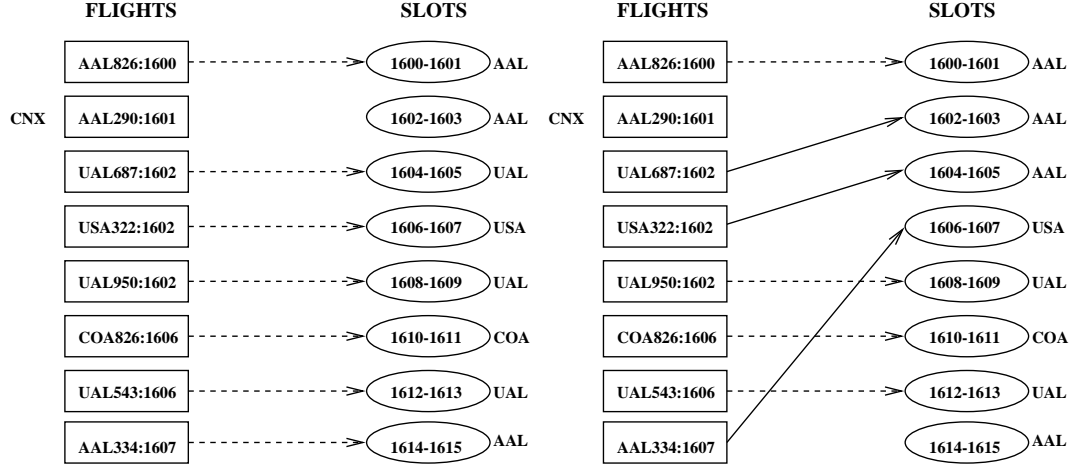 FLIGHTS SLOTS FLIGHTS SLOTS
AAL826:1600 1600-1601 AAL AAL826:1600 1600-1601 AAL
CNX AAL290:1601 1602-1603 AAL CNX AAL290:1601 1602-1603 AAL
UAL687:1602 1604-1605 UAL UAL687:1602 1604-1605 AAL
USA322:1602 1606-1607 USA USA322:1602 1606-1607 USA
UAL950:1602 1608-1609 UAL UAL950:1602 1608-1609 UAL
COA826:1606 1610-1611 COA COA826:1606 1610-1611 COA
UAL543:1606 1612-1613 UAL UAL543:1606 1612-1613 UAL
AAL334:1607 1614-1615 AAL AAL334:1607 1614-1615 AAL